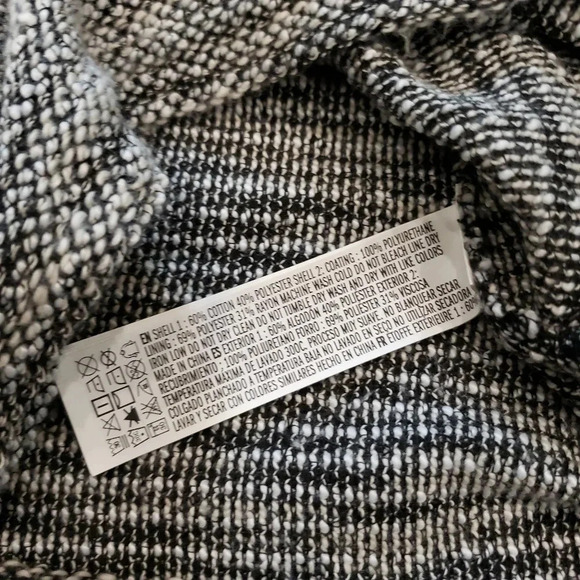 EN SHELL 1 : 60% COTTON 40% POLYESTER SHELL 2: COATING : 100% POLYURETHANE
LINING : 69% POLYESTER 31% RAYON MACHINE WASH COLD DO NOT BLEACH LINE DRY
IRON LOW DO NOT DRY CLEAN DO NOT TUMBLE DRY WASH AND DRY WITH LIKE COLORS
MADE IN CHINA ES EXTERIOR 1 : 60% ALGODÓN 40% POLIÉSTER EXTERIOR 2:
RECUBRIMIENTO : 100% POLIURETANO FORRO : 69% POLIÉSTER 31% VISCOSA
TEMPERATURA MÁXIMA DE LAVADO 30ºC. PROCESO MUY SUAVE. NO BLANQUEAR SECAR
COLGADO PLANCHADO A TEMPERATURA BAJA NO LAVADO EN SECO NO UTILIZAR SECADORA
LAVAR Y SECAR CON COLORES SIMILARES HECHO EN CHINA FR ÉTOFFE EXTÉRIEURE 1 : 60